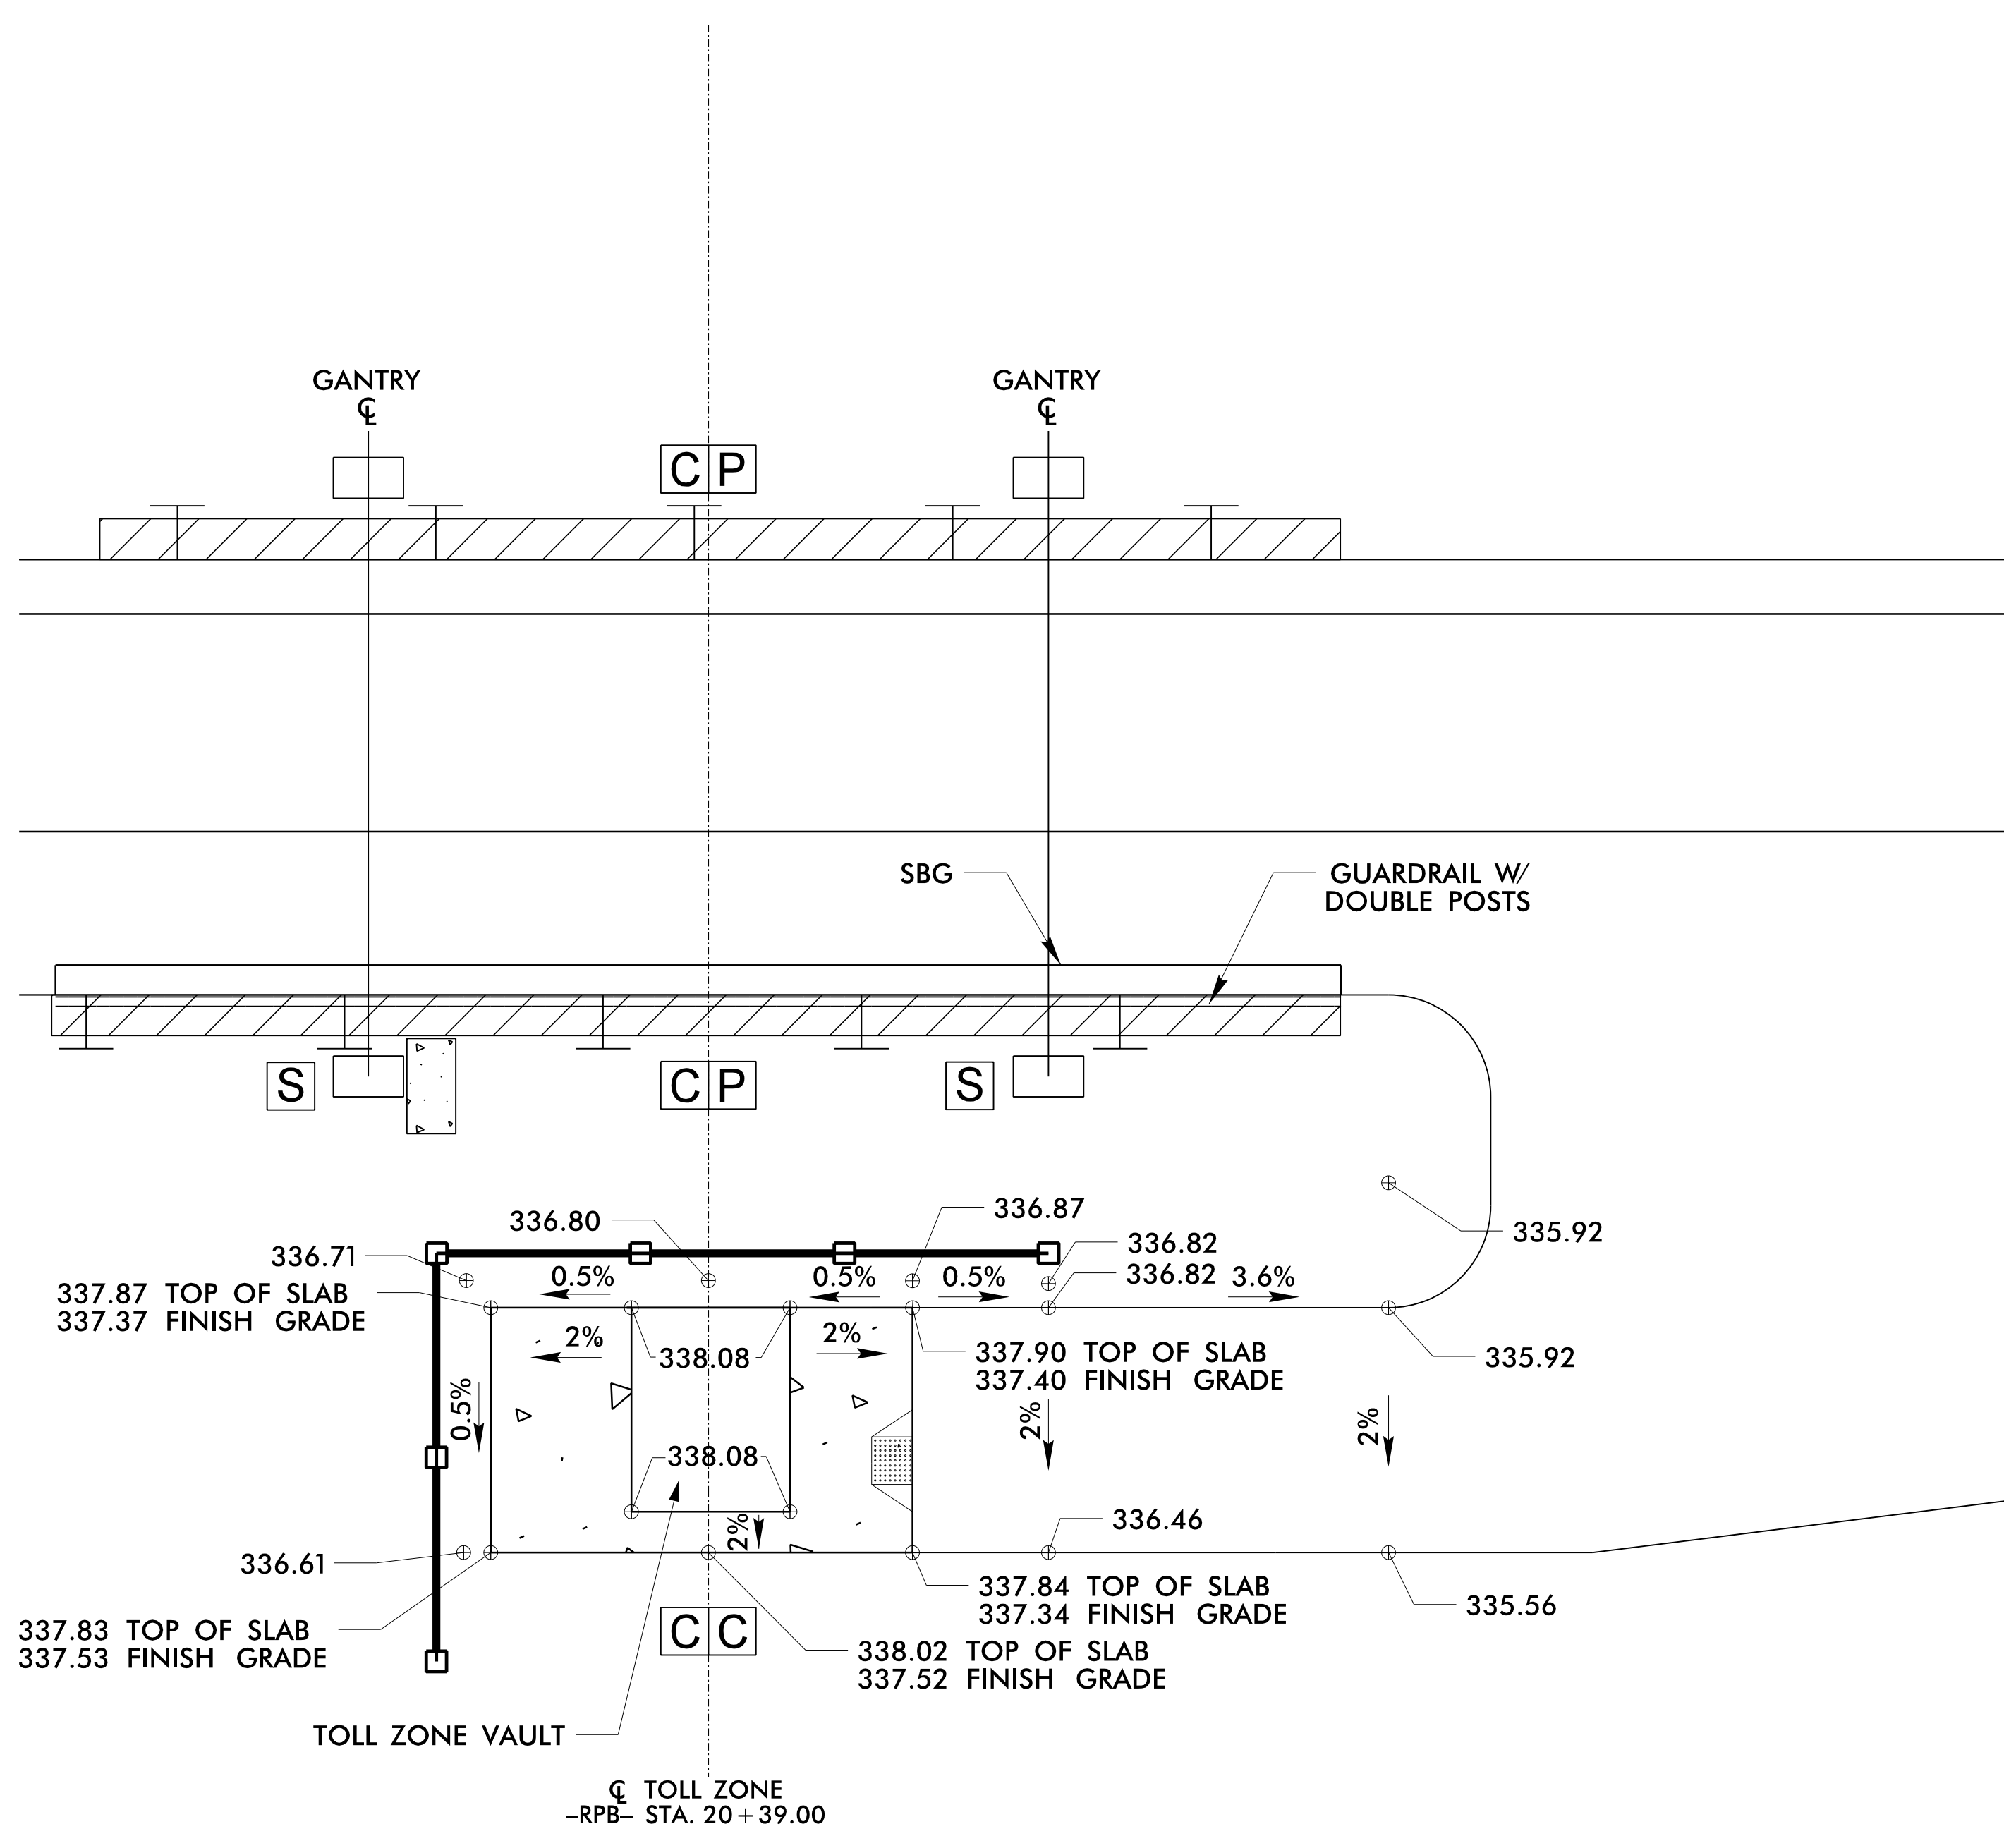 GANTRY
℄
GANTRY
℄
C P
SBG
GUARDRAIL W/
DOUBLE POSTS
S
C P
S
336.80
336.87
335.92
336.71
336.82
336.82
3.6%
0.5%
0.5%
0.5%
337.87 TOP OF SLAB
337.37 FINISH GRADE
2%
2%
338.08
337.90 TOP OF SLAB
337.40 FINISH GRADE
335.92
0.5%
2%
2%
338.08
336.46
2%
336.61
337.84 TOP OF SLAB
337.34 FINISH GRADE
335.56
337.83 TOP OF SLAB
337.53 FINISH GRADE
C C
338.02 TOP OF SLAB
337.52 FINISH GRADE
TOLL ZONE VAULT
℄ TOLL ZONE
–RPB– STA. 20+39.00